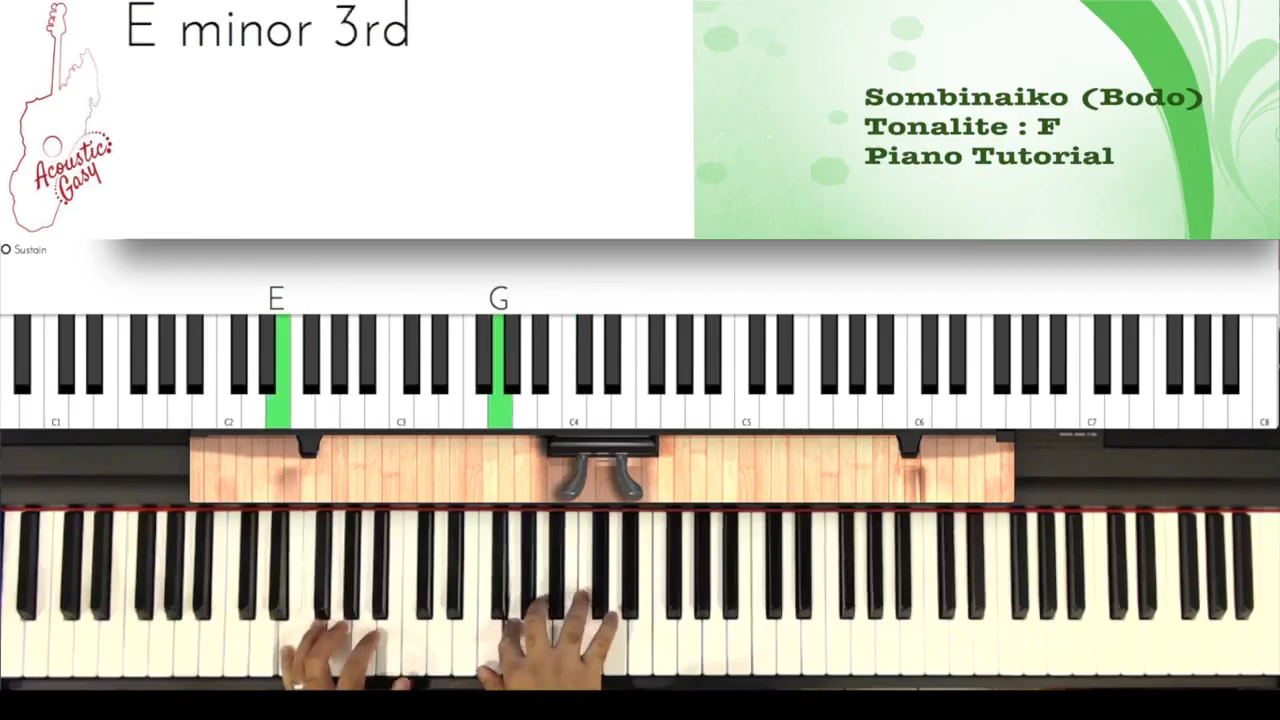 E minor 3rd
Acoustic
Gasy
Sombinaiko (Bodo)
Tonalite : F
Piano Tutorial
Sustain
E G
C1 C2 C3 C4 C5 C6 C7 C8